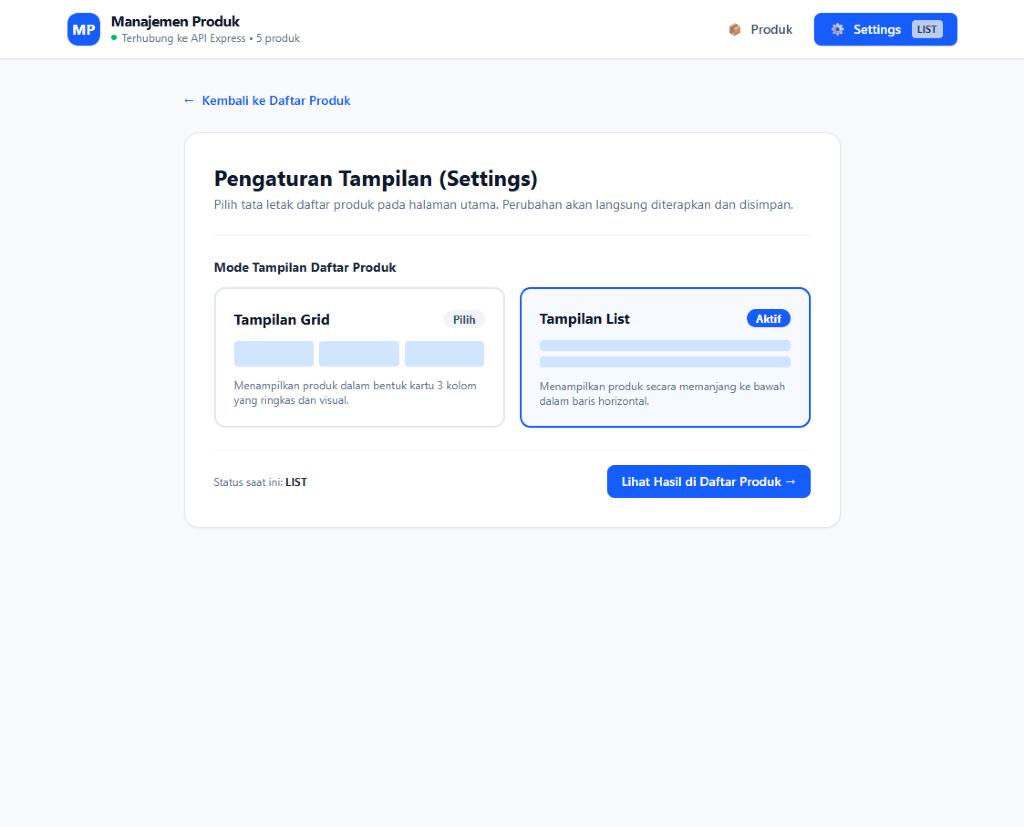 MP
Manajemen Produk
Terhubung ke API Express • 5 produk
Produk
Settings LIST
← Kembali ke Daftar Produk
Pengaturan Tampilan (Settings)
Pilih tata letak daftar produk pada halaman utama. Perubahan akan langsung diterapkan dan disimpan.
Mode Tampilan Daftar Produk
Tampilan Grid
Pilih
Menampilkan produk dalam bentuk kartu 3 kolom
yang ringkas dan visual.
Tampilan List
Aktif
Menampilkan produk secara memanjang ke bawah
dalam baris horizontal.
Status saat ini: LIST
Lihat Hasil di Daftar Produk →